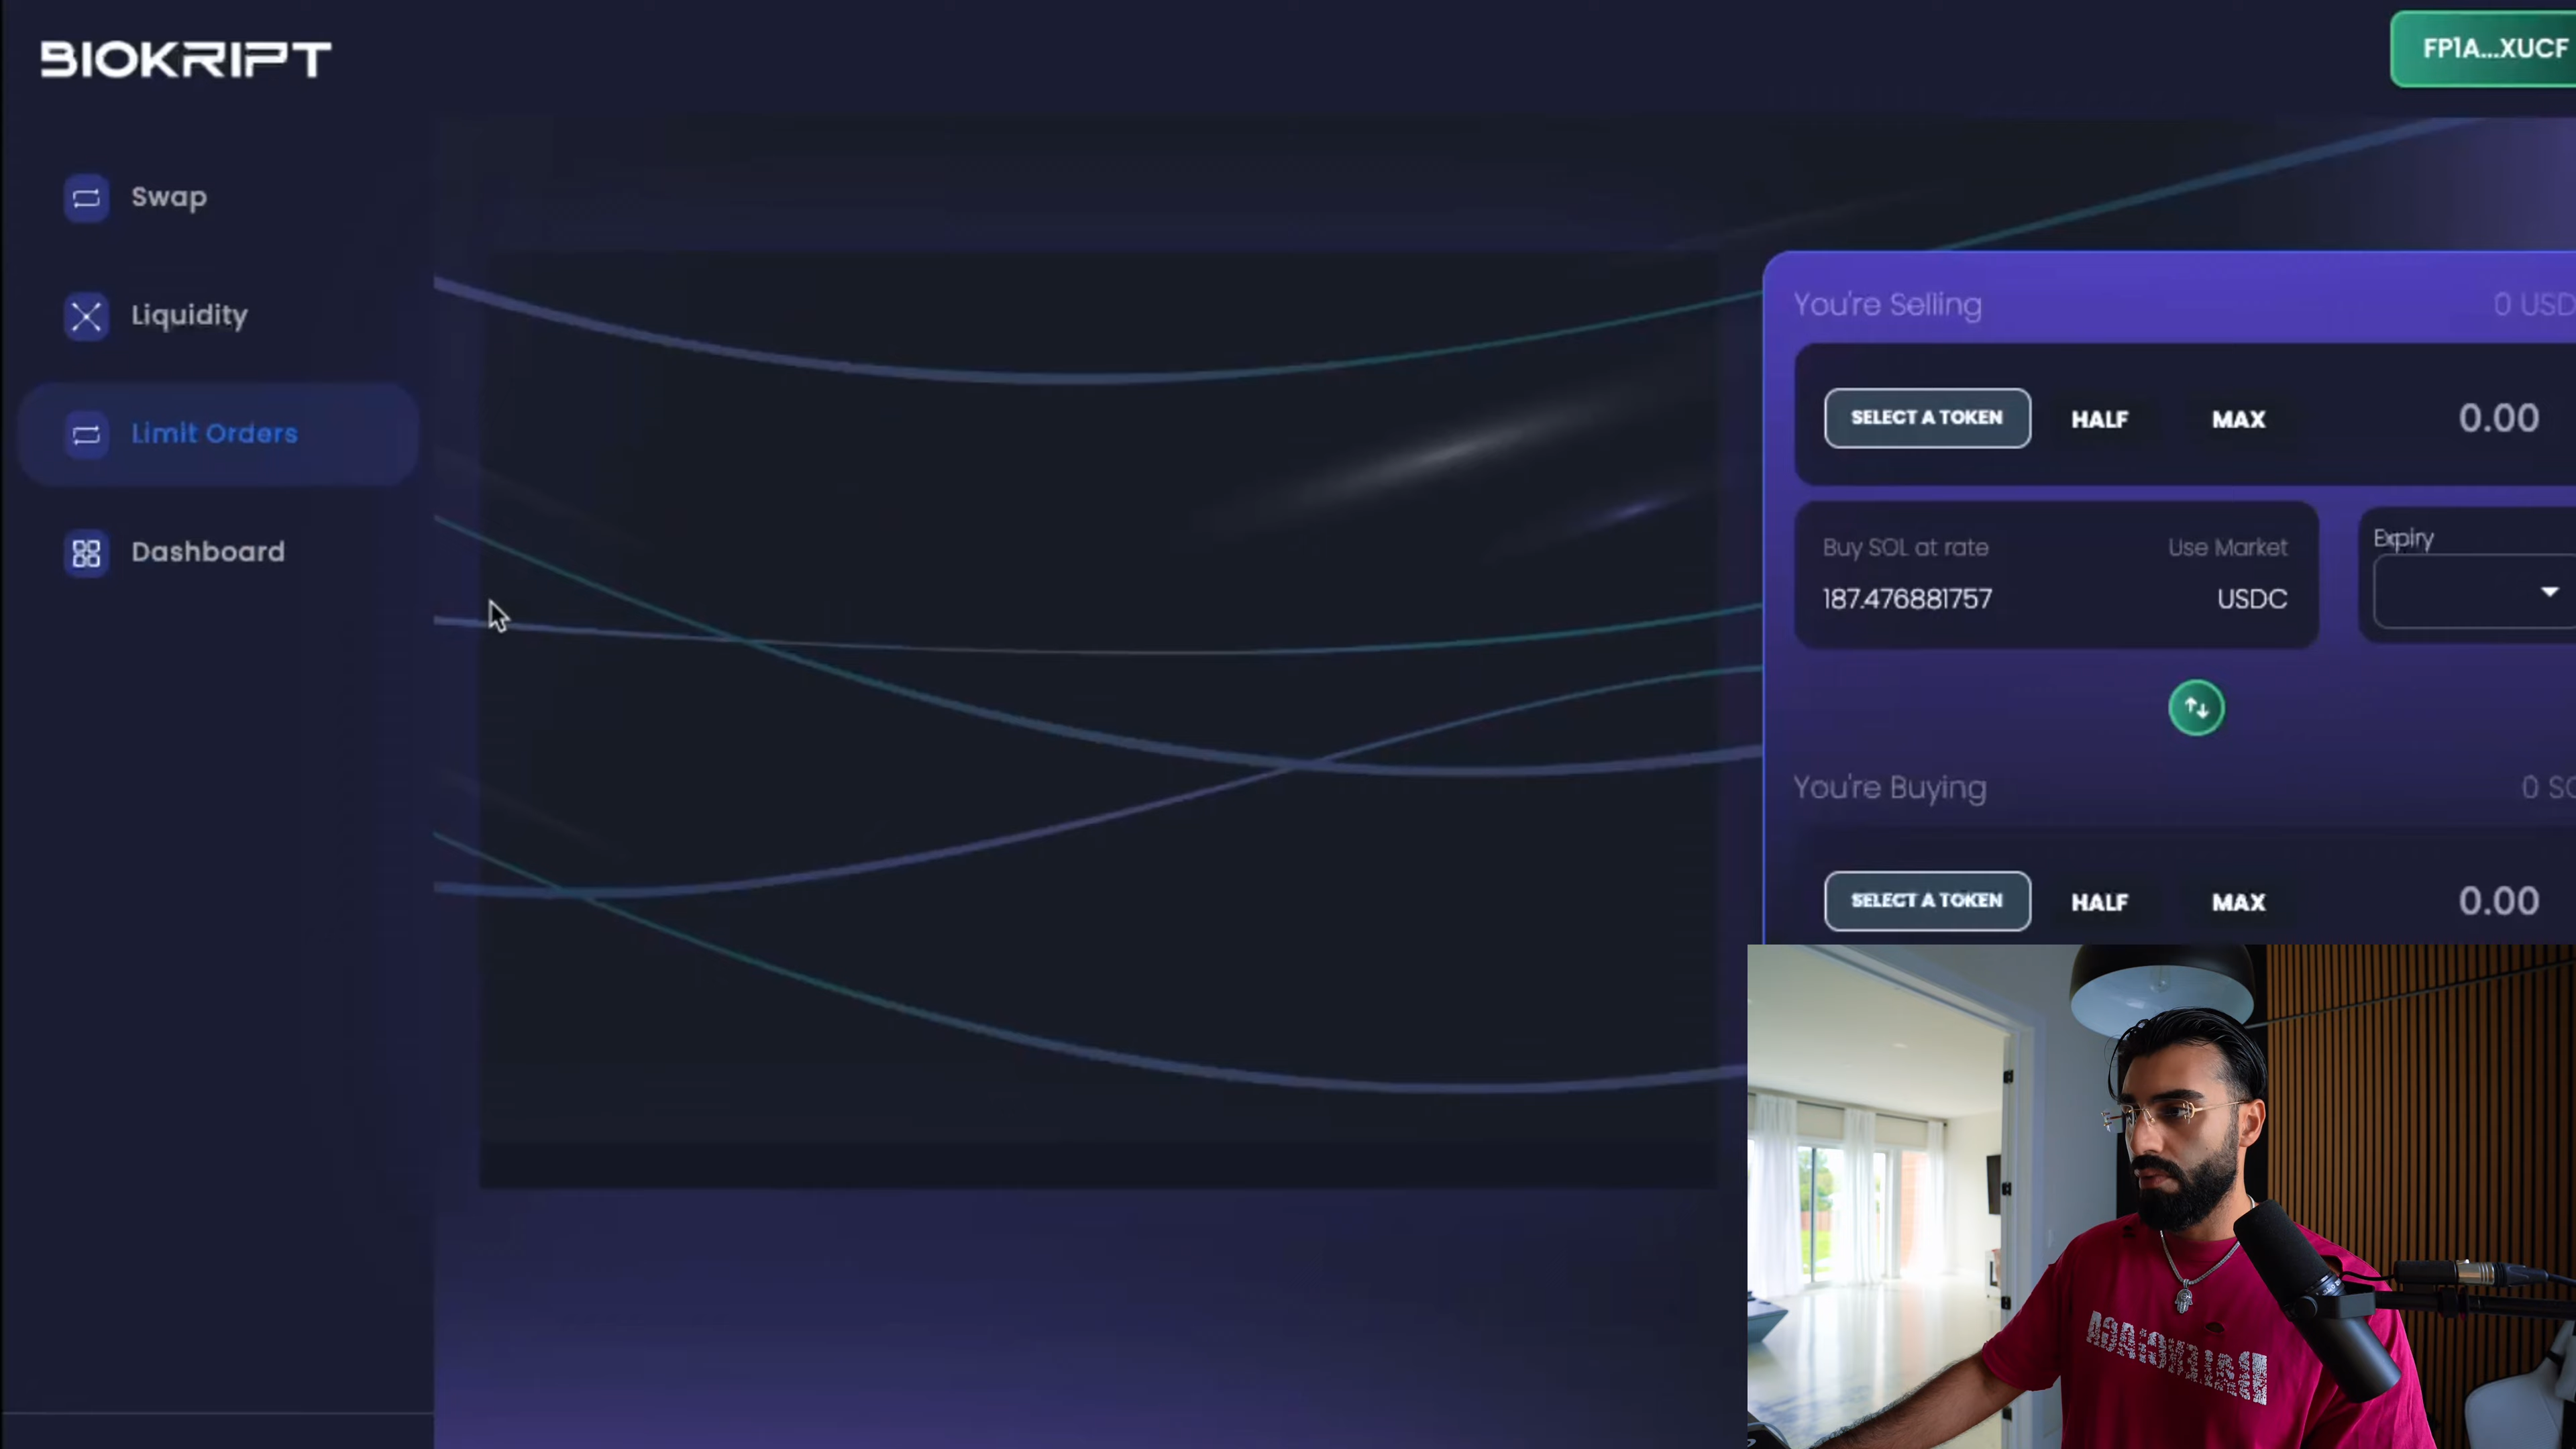 BIOKRIPT
FP1A...XUCF
Swap
Liquidity
Limit Orders
Dashboard
You're Selling
0 USD
SELECT A TOKEN HALF MAX 0.00
Buy SOL at rate Use Market
187.476881757 USDC
Expiry
You're Buying
0 SO
SELECT A TOKEN HALF MAX 0.00